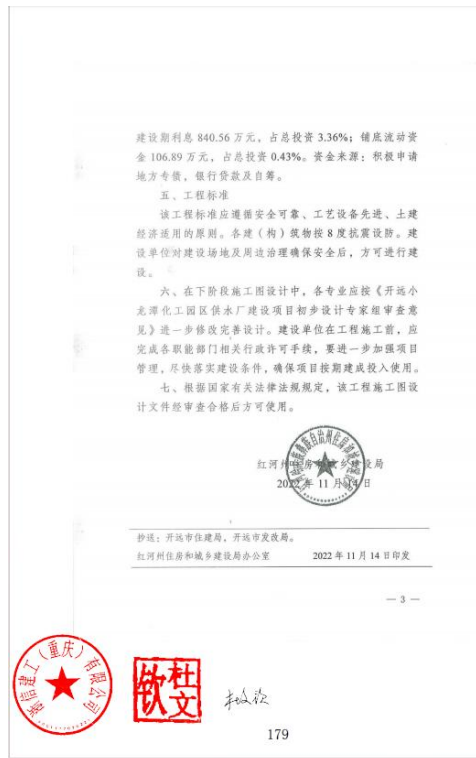 建设期利息 840.56 万元，占总投资 3.36%；铺底流动资
金 106.89 万元，占总投资 0.43%。资金来源：积极申请
地方专债，银行贷款及自筹。
五、工程标准
该工程标准应遵循安全可靠、工艺设备先进、土建
经济适用的原则。各建（构）筑物按 8 度抗震设防。建
设单位对建设场地及周边治理确保安全后，方可进行建
设。
六、在下阶段施工图设计中，各专业应按《开远小
龙潭化工园区供水厂建设项目初步设计专家组审查意
见》进一步修改完善设计。建设单位在工程施工前，应
完成各职能部门相关行政许可手续，要进一步加强项目
管理，尽快落实建设条件，确保项目按期建成投入使用。
七、根据国家有关法律法规规定，该工程施工图设
计文件经审查合格后方可使用。
红河州住房和城乡建设局
2022 年 11 月 14 日
抄送：开远市住建局，开远市发改局。
红河州住房和城乡建设局办公室 2022 年 11 月 14 日印发
— 3 —
信建工（重庆）有限公司
杜文钦
杜文钦
179